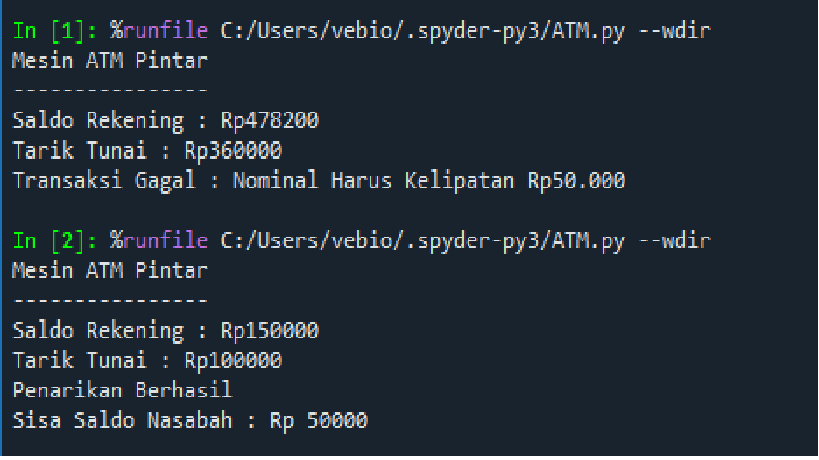 In [1]: %runfile C:/Users/vebio/.spyder-py3/ATM.py --wdir
Mesin ATM Pintar
----------------
Saldo Rekening : Rp478200
Tarik Tunai : Rp360000
Transaksi Gagal : Nominal Harus Kelipatan Rp50.000
In [2]: %runfile C:/Users/vebio/.spyder-py3/ATM.py --wdir
Mesin ATM Pintar
----------------
Saldo Rekening : Rp150000
Tarik Tunai : Rp100000
Penarikan Berhasil
Sisa Saldo Nasabah : Rp 50000